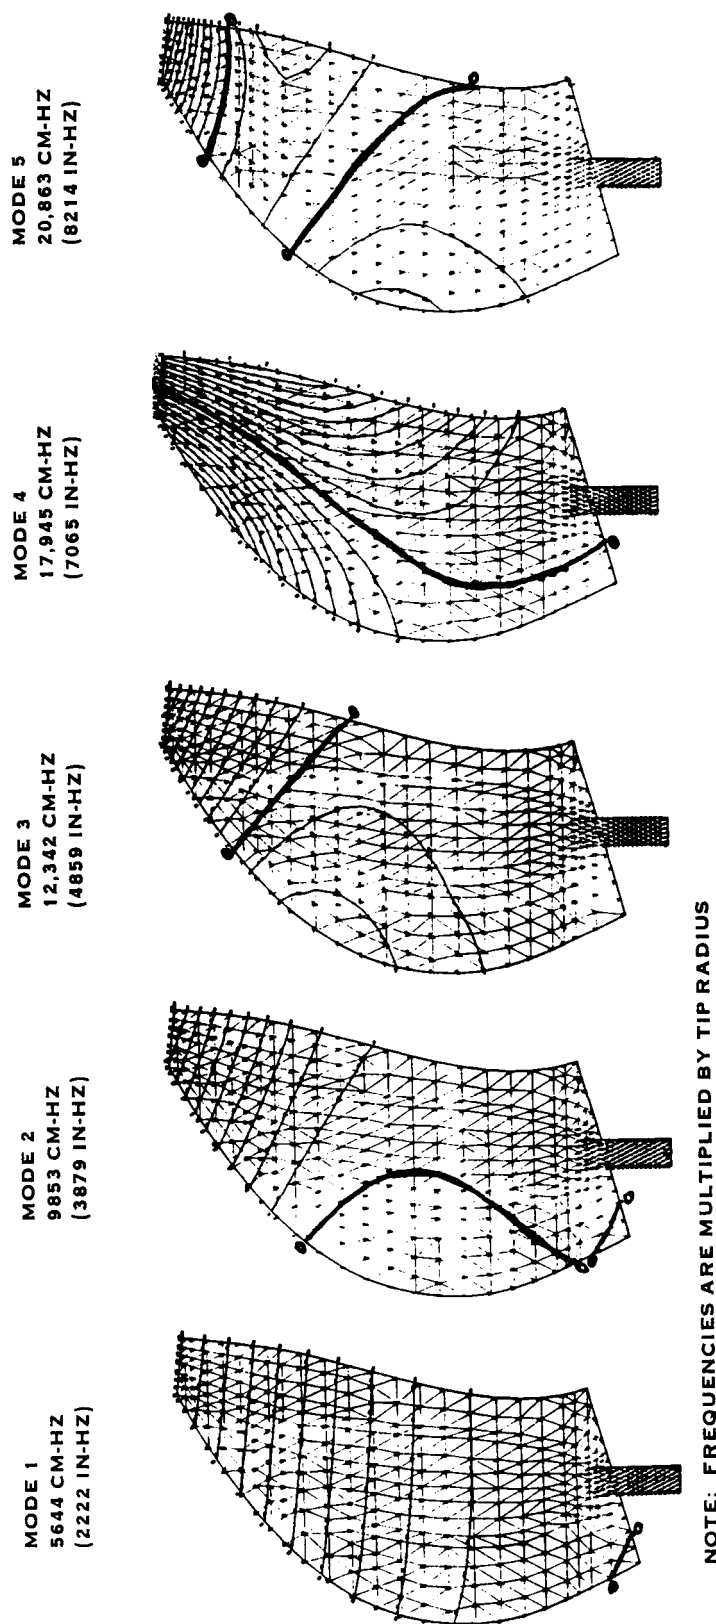 MODE 1
5644 CM-HZ
(2222 IN-HZ)
MODE 2
9853 CM-HZ
(3879 IN-HZ)
MODE 3
12,342 CM-HZ
(4859 IN-HZ)
MODE 4
17,945 CM-HZ
(7065 IN-HZ)
MODE 5
20,863 CM-HZ
(8214 IN-HZ)
NOTE: FREQUENCIES ARE MULTIPLIED BY TIP RADIUS